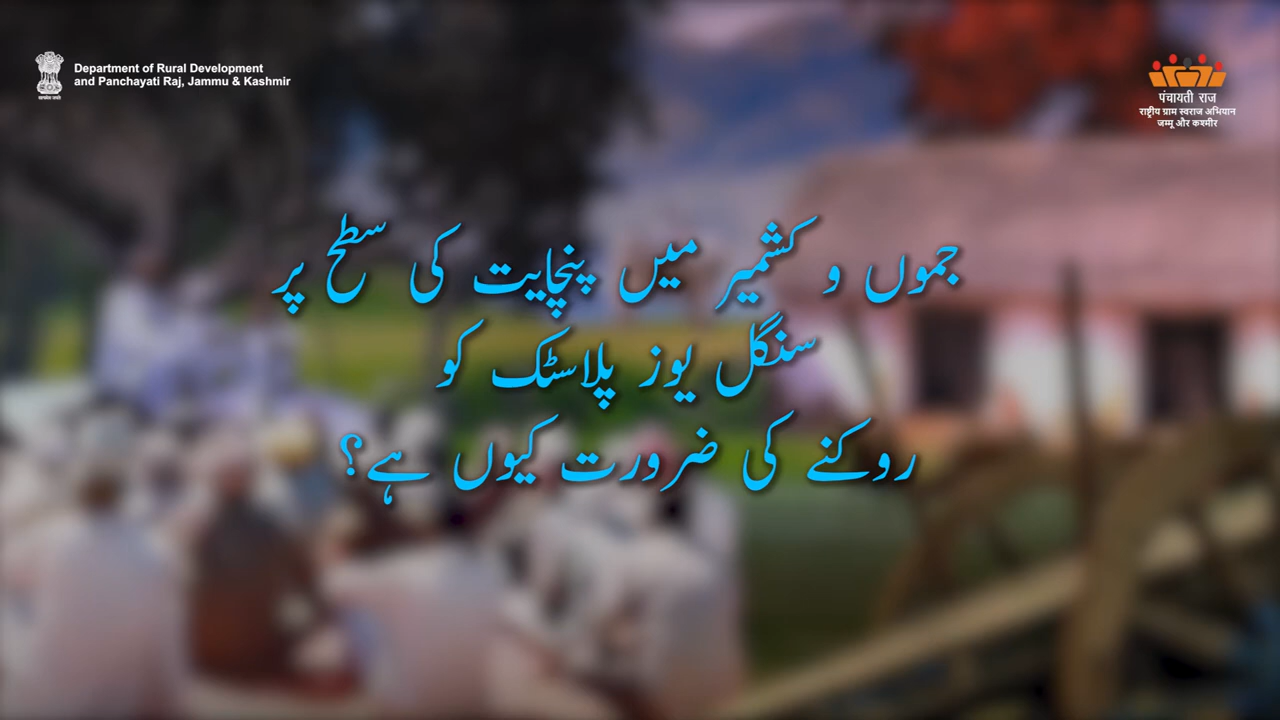 Department of Rural Development
and Panchayati Raj, Jammu & Kashmir
पंचायती राज
राष्ट्रीय ग्राम स्वराज अभियान
जम्मू और कश्मीर
جموں و کشمیر میں پنچایت کی سطح پر
سنگل یوز پلاسٹک کو
روکنے کی ضرورت کیوں ہے؟